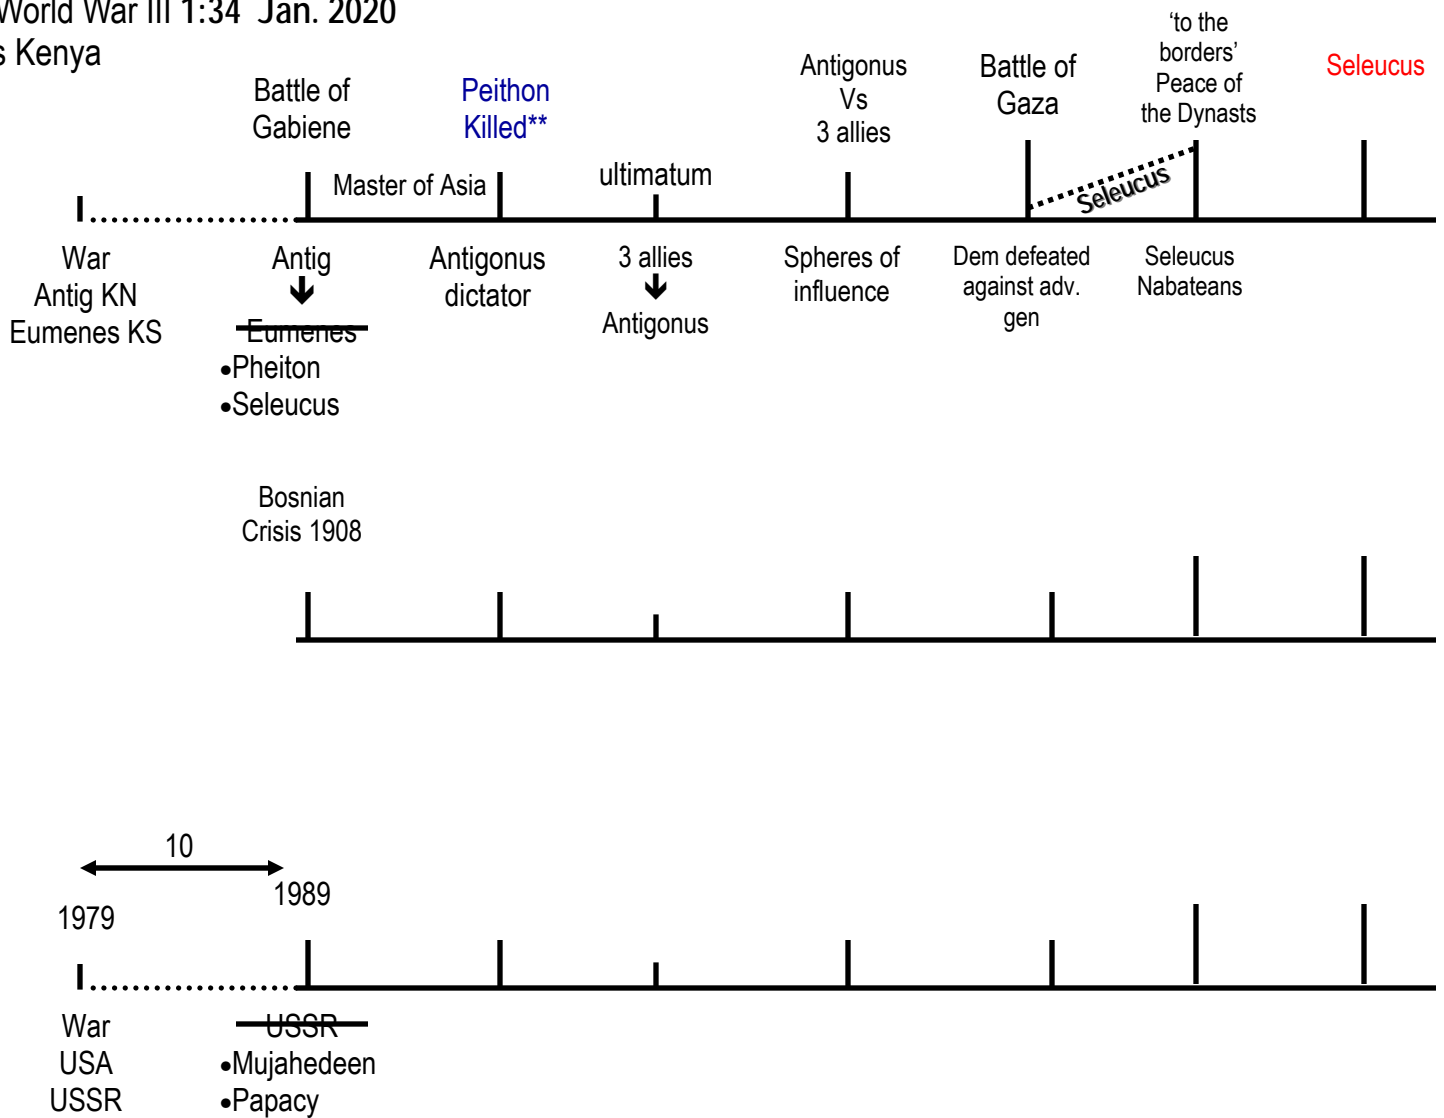 World War III 1:34 Jan. 2020
s Kenya
Battle of
Gabiene
Peithon
Killed**
Antigonus
Vs
3 allies
Battle of
Gaza
‘to the
borders’
Peace of
the Dynasts
Seleucus
Master of Asia
ultimatum
Seleucus
War
Antig KN
Eumenes KS
Antig
Eumenes
•Pheiton
•Seleucus
Antigonus
dictator
3 allies
Antigonus
Spheres of
influence
Dem defeated
against adv.
gen
Seleucus
Nabateans
Bosnian
Crisis 1908
10
1979
1989
War
USA
USSR
USSR
•Mujahedeen
•Papacy